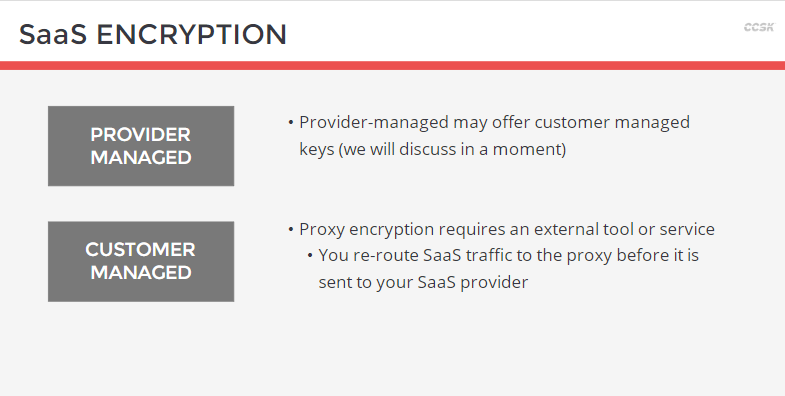 SaaS ENCRYPTION
CCSK
PROVIDER
MANAGED
• Provider-managed may offer customer managed
keys (we will discuss in a moment)
CUSTOMER
MANAGED
• Proxy encryption requires an external tool or service
• You re-route SaaS traffic to the proxy before it is
sent to your SaaS provider